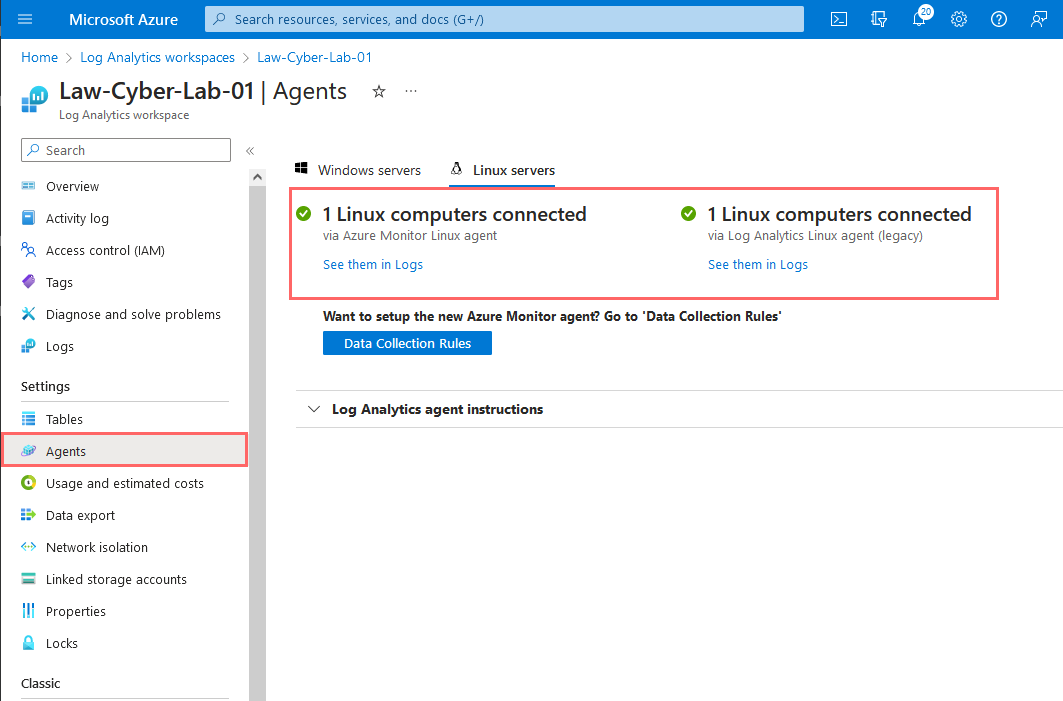 Microsoft Azure
Search resources, services, and docs (G+/)
20
Home > Log Analytics workspaces > Law-Cyber-Lab-01
Law-Cyber-Lab-01 | Agents
Log Analytics workspace
Search
Overview
Activity log
Access control (IAM)
Tags
Diagnose and solve problems
Logs
Settings
Tables
Agents
Usage and estimated costs
Data export
Network isolation
Linked storage accounts
Properties
Locks
Classic
Windows servers
Linux servers
1 Linux computers connected
via Azure Monitor Linux agent
See them in Logs
1 Linux computers connected
via Log Analytics Linux agent (legacy)
See them in Logs
Want to setup the new Azure Monitor agent? Go to 'Data Collection Rules'
Data Collection Rules
Log Analytics agent instructions